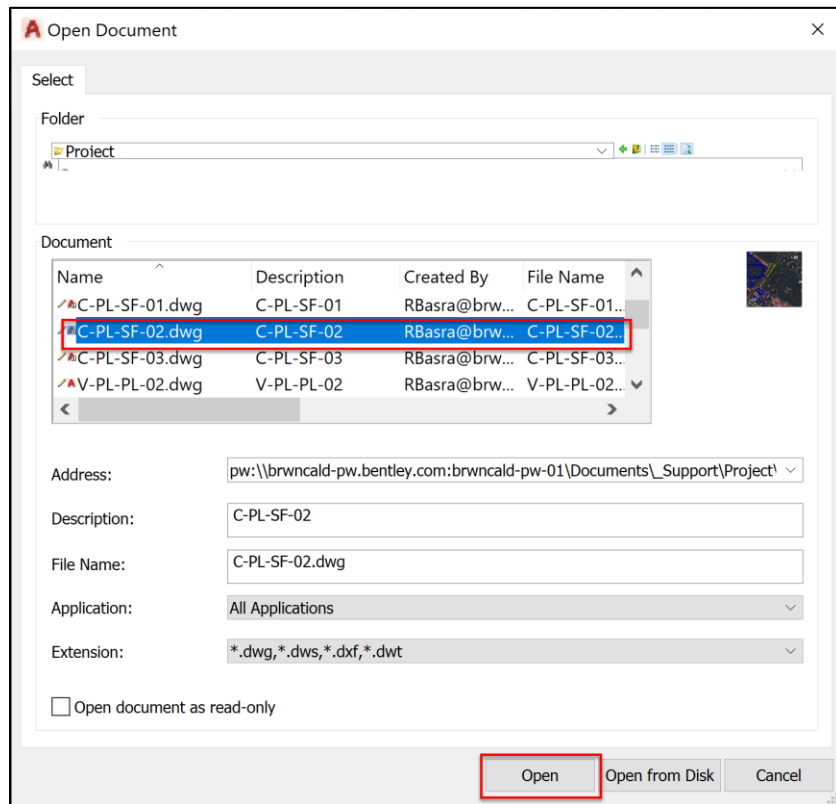 Open Document
Select
Folder
Project
Document
Name Description Created By File Name
C-PL-SF-01.dwg C-PL-SF-01 RBasra@brw... C-PL-SF-01...
C-PL-SF-02.dwg C-PL-SF-02 RBasra@brw... C-PL-SF-02...
C-PL-SF-03.dwg C-PL-SF-03 RBasra@brw... C-PL-SF-03...
V-PL-PL-02.dwg V-PL-PL-02 RBasra@brw... V-PL-PL-02...
Address: pw:\\brwncald-pw.bentley.com:brwncald-pw-01\Documents\_Support\Project\
Description: C-PL-SF-02
File Name: C-PL-SF-02.dwg
Application: All Applications
Extension: *.dwg,*.dws,*.dxf,*.dwt
Open document as read-only
Open Open from Disk Cancel